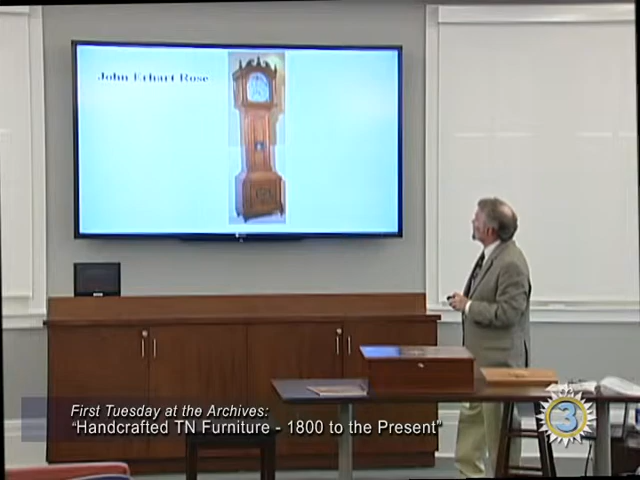 John Erhart Rose
First Tuesday at the Archives:
"Handcrafted TN Furniture - 1800 to the Present"
3